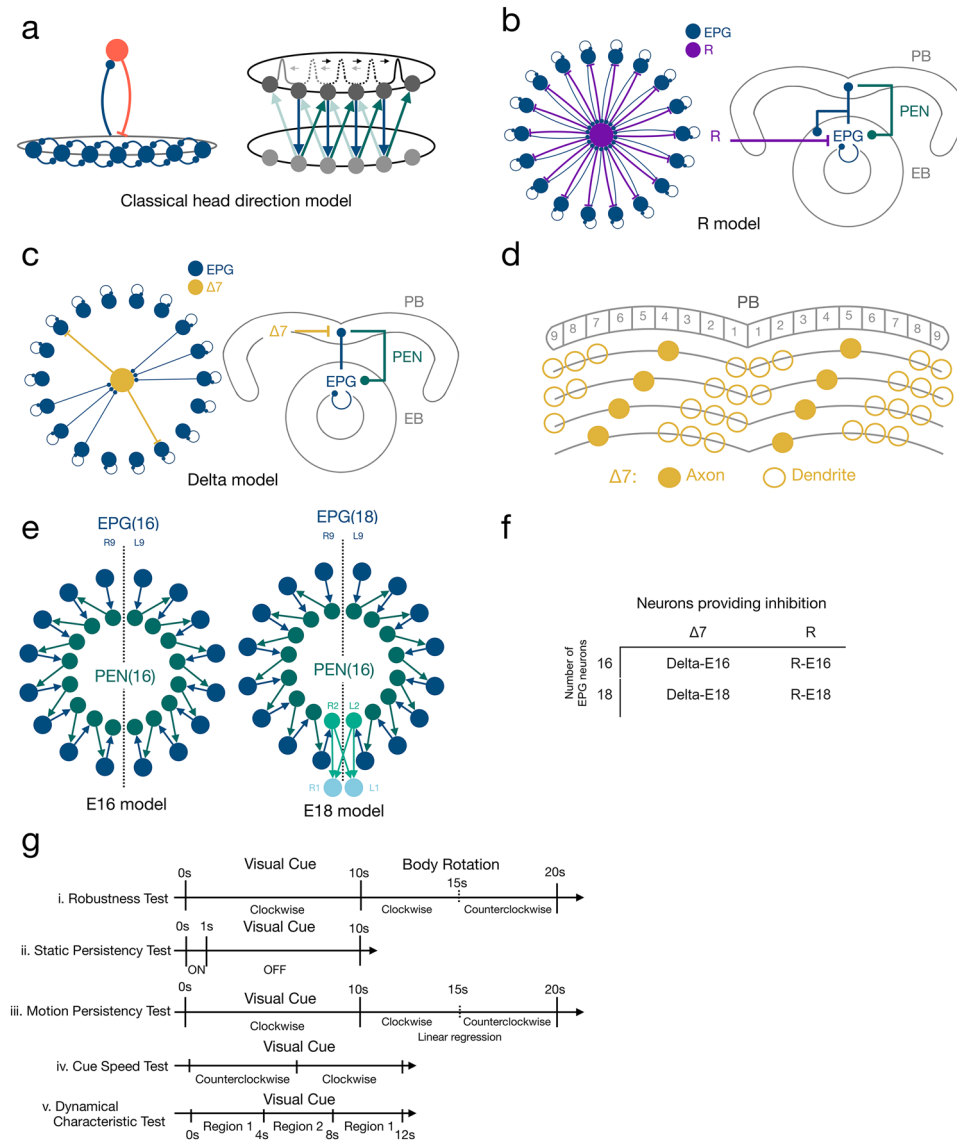 a
Classical head direction model
b
EPG
R
PB
PEN
R
EPG
EB
R model
c
EPG
Δ7
PB
Δ7
PEN
EPG
EB
Delta model
d
PB
9 8 7 6 5 4 3 2 1 1 2 3 4 5 6 7 8 9
Δ7: Axon Dendrite
e
EPG(16)
R9 L9
PEN(16)
E16 model
EPG(18)
R9 L9
PEN(16)
R2 L2
R1 L1
E18 model
f
Neurons providing inhibition
Δ7 R
Number of
EPG neurons
16 Delta-E16 R-E16
18 Delta-E18 R-E18
g
i. Robustness Test
Visual Cue Body Rotation
0s 10s 15s 20s
Clockwise Clockwise Counterclockwise
ii. Static Persistency Test
Visual Cue
0s 1s 10s
ON OFF
iii. Motion Persistency Test
0s 10s 15s 20s
Visual Cue
Clockwise Clockwise Counterclockwise
Linear regression
iv. Cue Speed Test
Visual Cue
Counterclockwise Clockwise
v. Dynamical
Characteristic Test
Visual Cue
Region 1 Region 2 Region 1
0s 4s 8s 12s